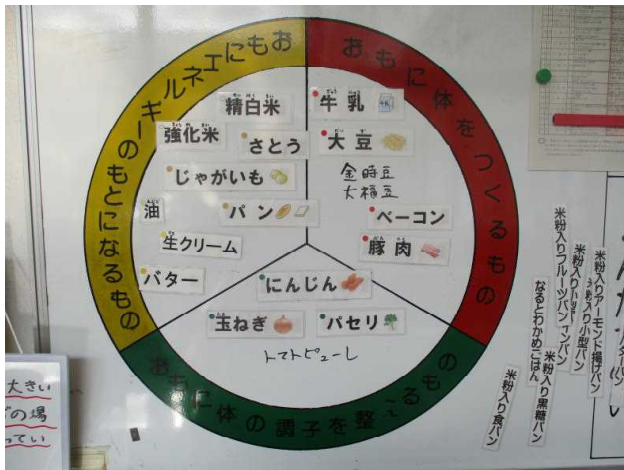 おもにエネルギーのもとになるもの
おもに体をつくるもの
おもに体の調子を整えるもの
精白米
強化米
さとう
じゃがいも
油
パン
生クリーム
バター
牛乳
大豆
金時豆
大福豆
ベーコン
豚肉
にんじん
玉ねぎ
パセリ
トマトピューレ
米粉入りアーモンド揚げパン
米粉入り小型パン
米粉入りフルーツパン
なるとわかめごはん
米粉入り黒糖パン
米粉入り食パン
大きい
の場
ってい